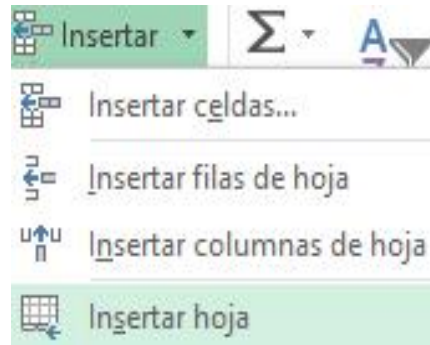 Insertar
Insertar celdas...
Insertar filas de hoja
Insertar columnas de hoja
Insertar hoja